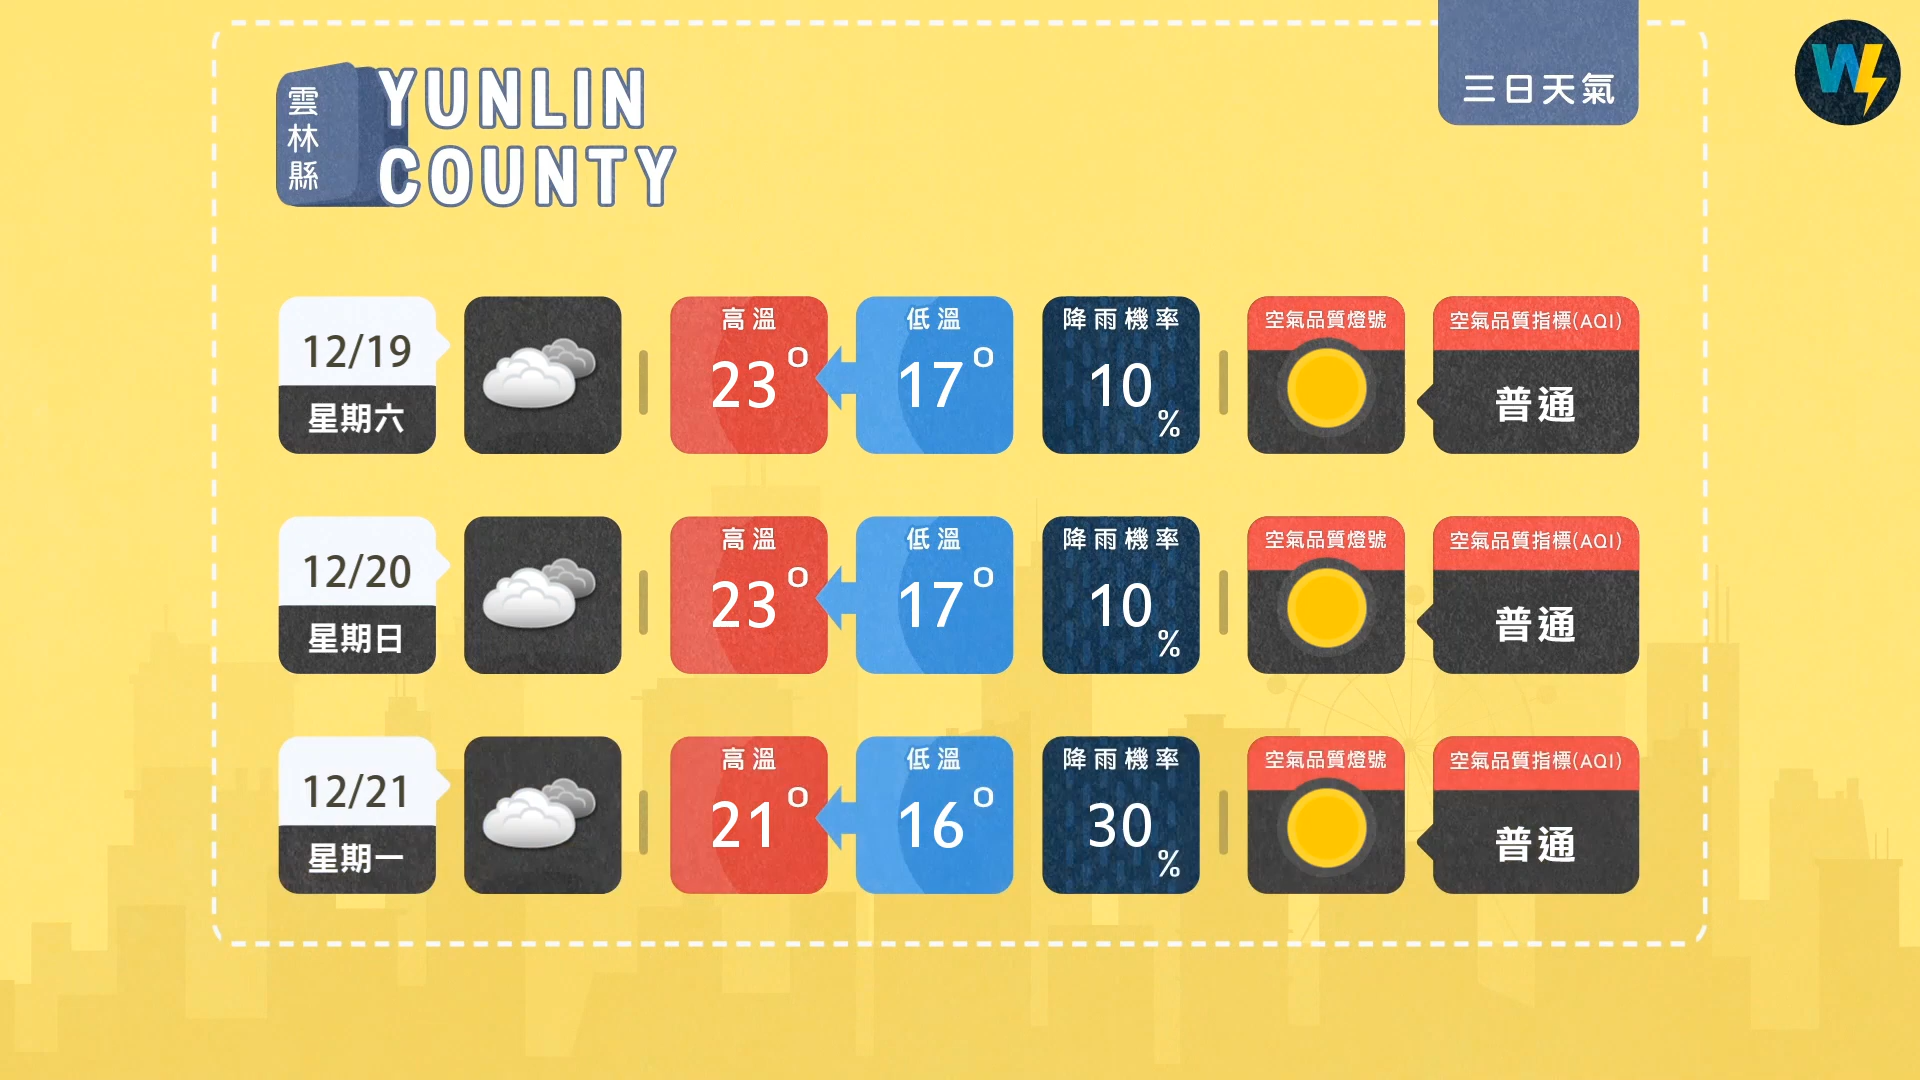 雲林縣
YUNLIN
COUNTY
三日天氣
W
12/19
星期六
高溫
23°
低溫
17°
降雨機率
10%
空氣品質燈號
空氣品質指標(AQI)
普通
12/20
星期日
高溫
23°
低溫
17°
降雨機率
10%
空氣品質燈號
空氣品質指標(AQI)
普通
12/21
星期一
高溫
21°
低溫
16°
降雨機率
30%
空氣品質燈號
空氣品質指標(AQI)
普通